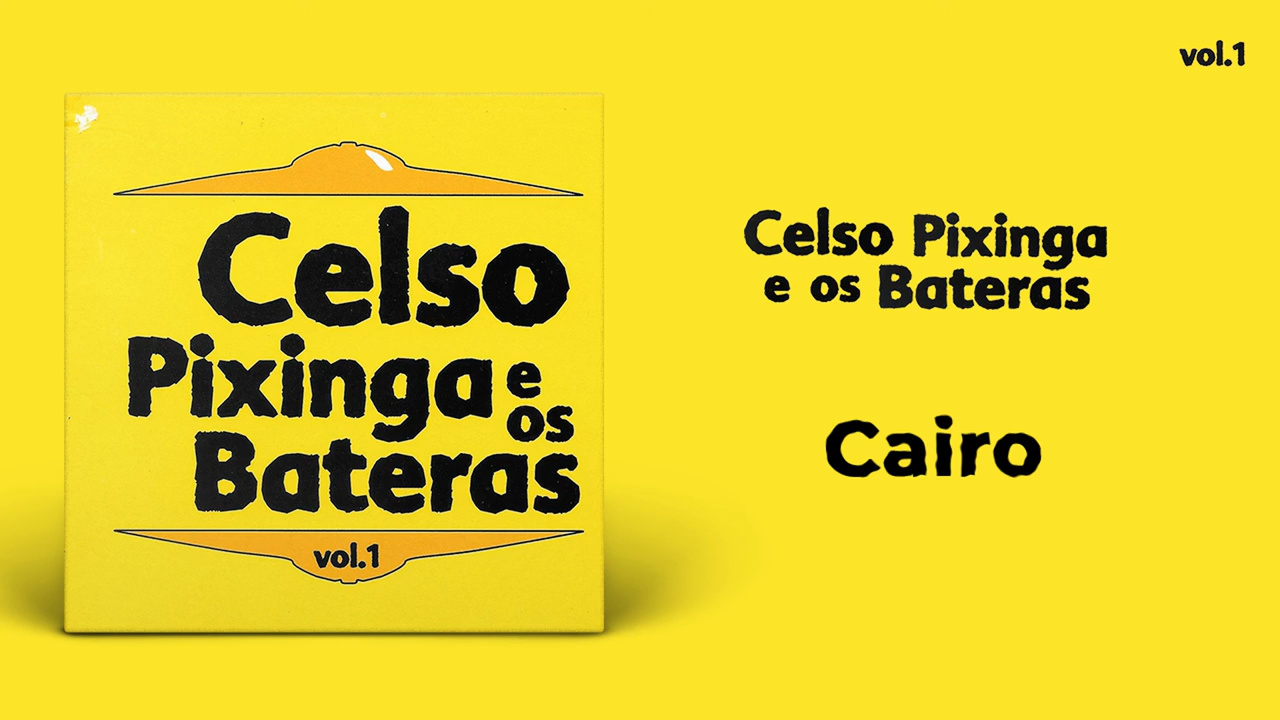 Celso
Pixinga e
os
Bateras
vol.1
vol.1
Celso Pixinga
e os Bateras
Cairo